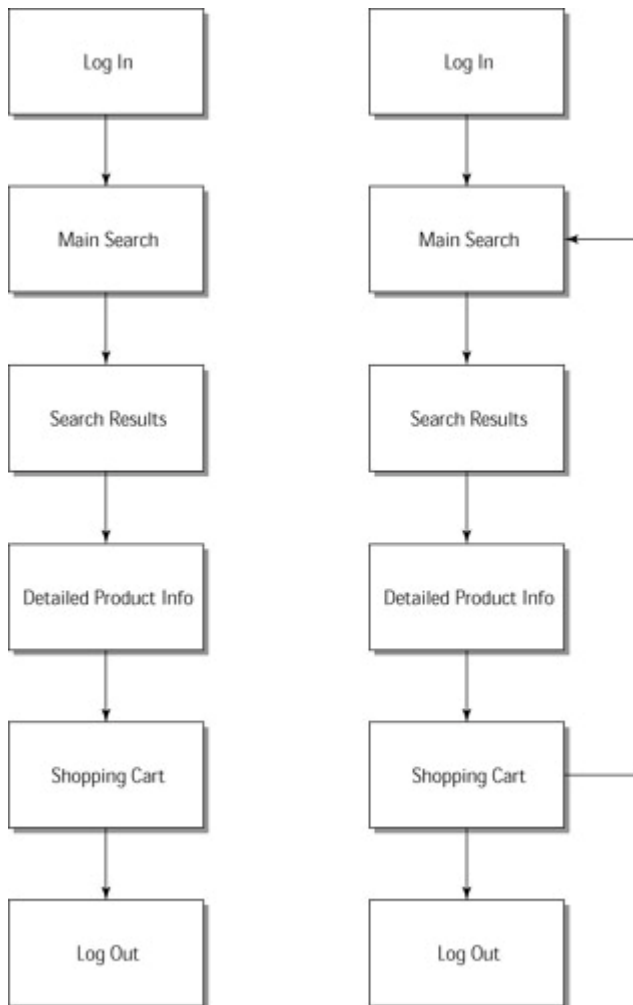 Log In
Main Search
Search Results
Detailed Product Info
Shopping Cart
Log Out
Log In
Main Search
Search Results
Detailed Product Info
Shopping Cart
Log Out